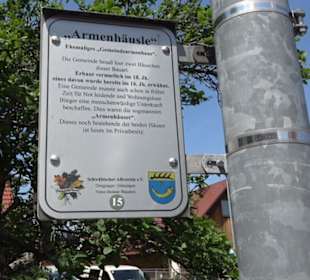 „Armenhäusle“
Ehemaliges „Gemeindearmenhaus“.
Die Gemeinde besaß hier zwei Häuschen
dieser Bauart.
Erbaut vermutlich im 18. Jh.
eines davon wurde bereits im 16. Jh. erwähnt.
Eine Gemeinde musste auch schon in früher
Zeit für Not leidende und Wohnungslose
Bürger eine menschenwürdige Unterkunft
beschaffen. Dies waren die sogenannten
„Armenhäuser“.
Dieses noch bestehende der beiden Häuser
ist heute im Privatbesitz.
Schwäbischer Albverein e.V.
Ortsgruppe
15